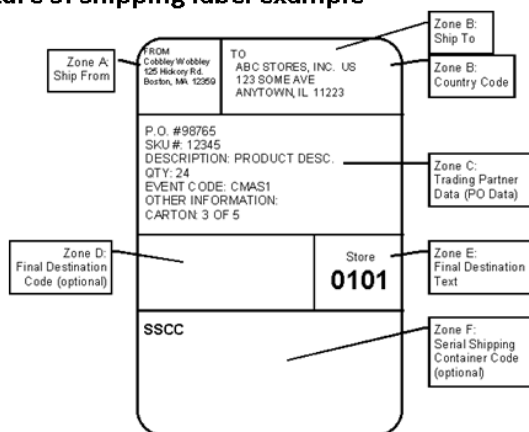 shipping label example
Zone A:
Ship From
FROM
Cobbley Wobbley
125 Hickory Rd.
Boston, MA 12359
TO
ABC STORES, INC. US
123 SOME AVE
ANYTOWN, IL 11223
Zone B:
Ship To
Zone B:
Country Code
P.O. #98765
SKU #: 12345
DESCRIPTION: PRODUCT DESC.
QTY: 24
EVENT CODE: CMAS1
OTHER INFORMATION:
CARTON: 3 OF 5
Zone C:
Trading Partner
Data (PO Data)
Zone D:
Final Destination
Code (optional)
Store
0101
Zone E:
Final Destination
Text
SSCC
Zone F:
Serial Shipping
Container Code
(optional)